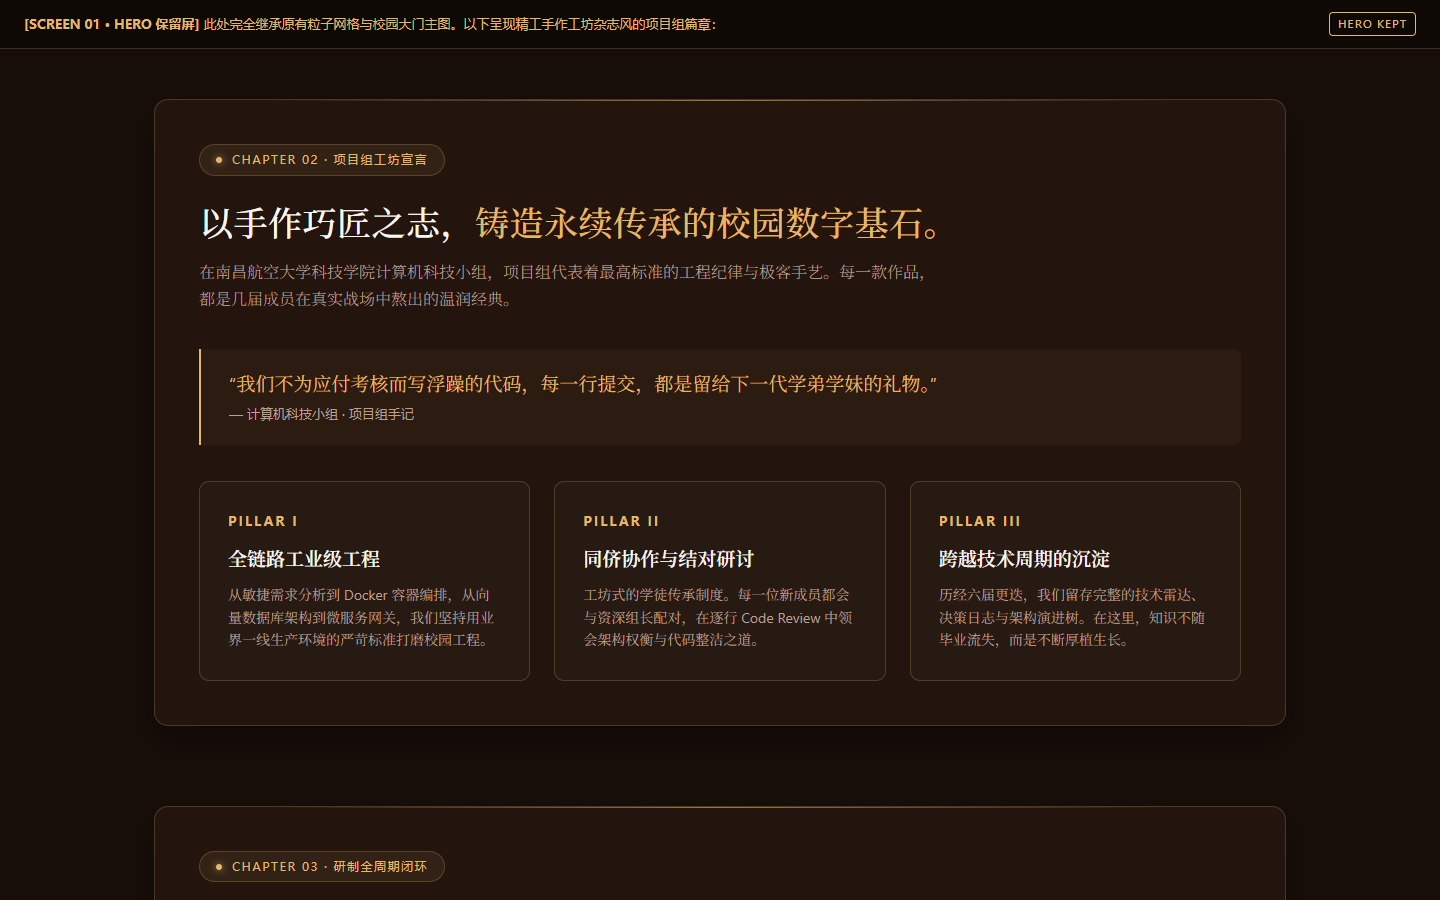 [SCREEN 01 • HERO 保留屏] 此处完全继承原有粒子网格与校园大门主图。以下呈现精工手作工坊杂志风的项目组篇章：
HERO KEPT
CHAPTER 02 · 项目组工坊宣言
以手作巧匠之志，铸造永续传承的校园数字基石。
在南昌航空大学科技学院计算机科技小组，项目组代表着最高标准的工程纪律与极客手艺。每一款作品，
都是几届成员在真实战场中熬出的温润经典。
“我们不为应付考核而写浮躁的代码，每一行提交，都是留给下一代学弟学妹的礼物。”
— 计算机科技小组 · 项目组手记
PILLAR I
全链路工业级工程
从敏捷需求分析到 Docker 容器编排，从向
量数据库架构到微服务网关，我们坚持用业
界一线生产环境的严苛标准打磨校园工程。
PILLAR II
同侪协作与结对研讨
工坊式的学徒传承制度。每一位新成员都会
与资深组长配对，在逐行 Code Review 中领
会架构权衡与代码整洁之道。
PILLAR III
跨越技术周期的沉淀
历经六届更迭，我们留存完整的技术雷达、
决策日志与架构演进树。在这里，知识不随
毕业流失，而是不断厚植生长。
CHAPTER 03 · 研制全周期闭环